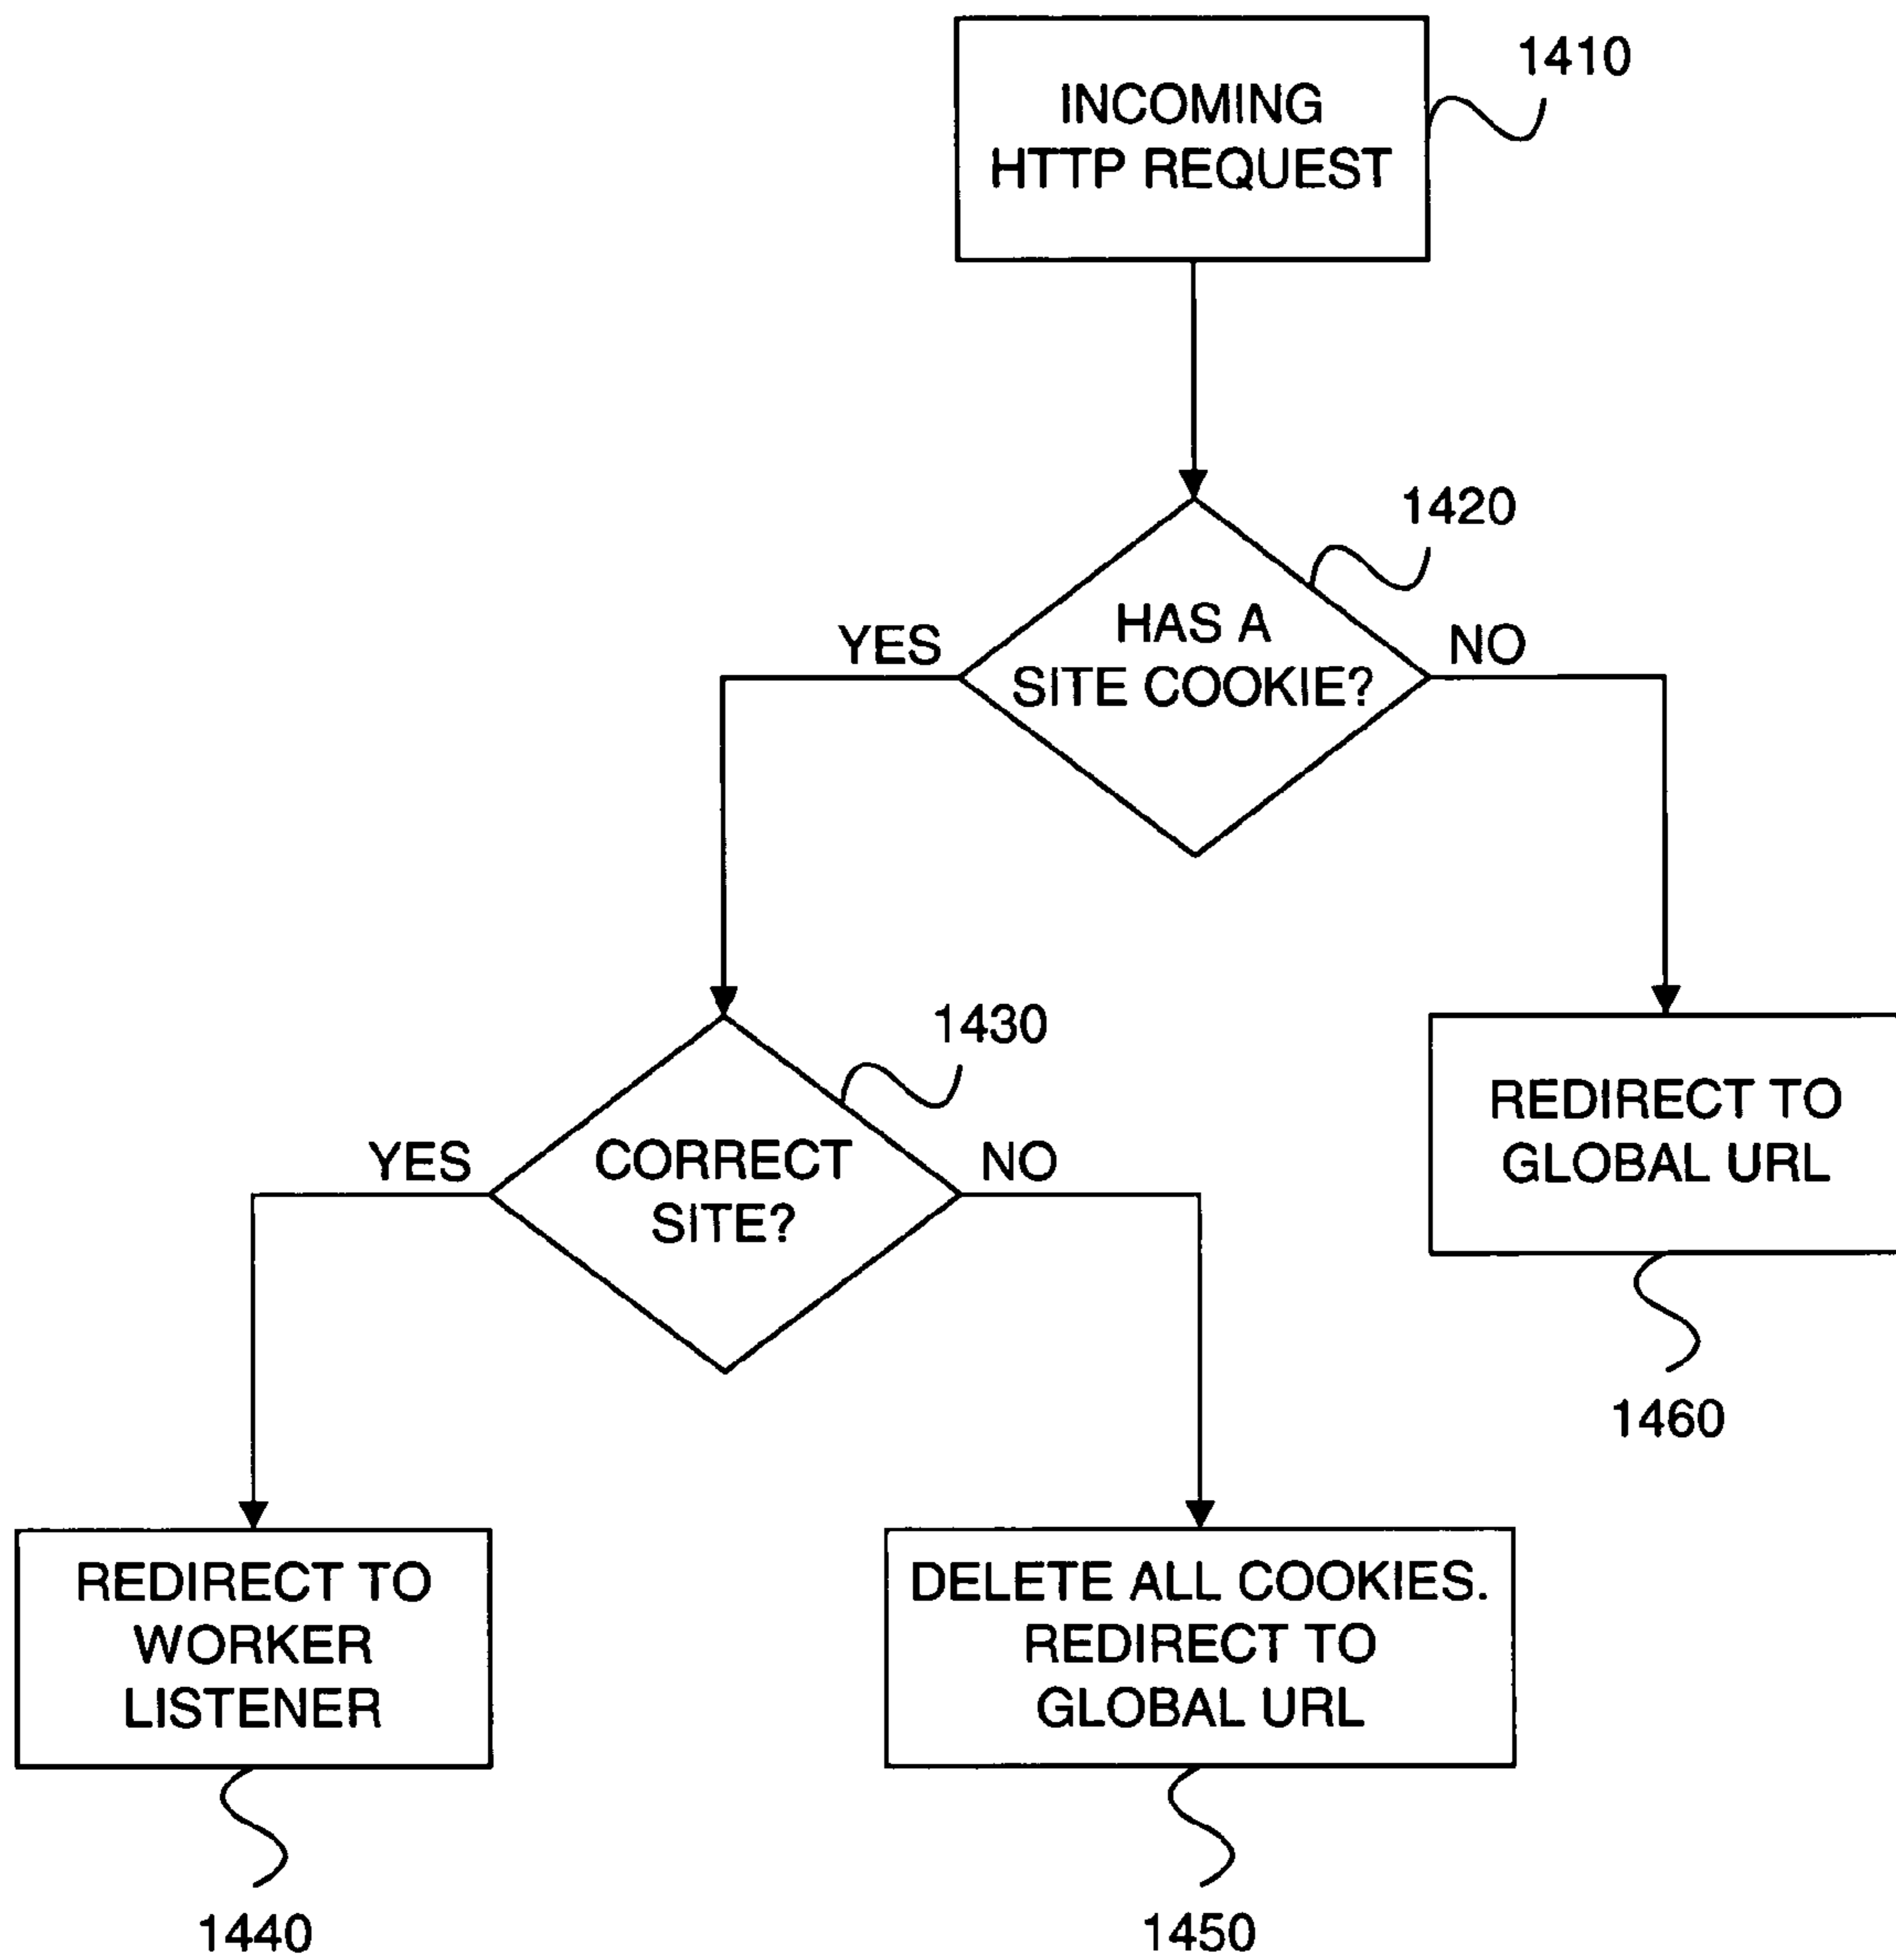 INCOMING
HTTP REQUEST
1410
1420
HAS A
SITE COOKIE?
YES
NO
1430
CORRECT
SITE?
YES
NO
REDIRECT TO
GLOBAL URL
1460
REDIRECT TO
WORKER
LISTENER
1440
DELETE ALL COOKIES.
REDIRECT TO
GLOBAL URL
1450